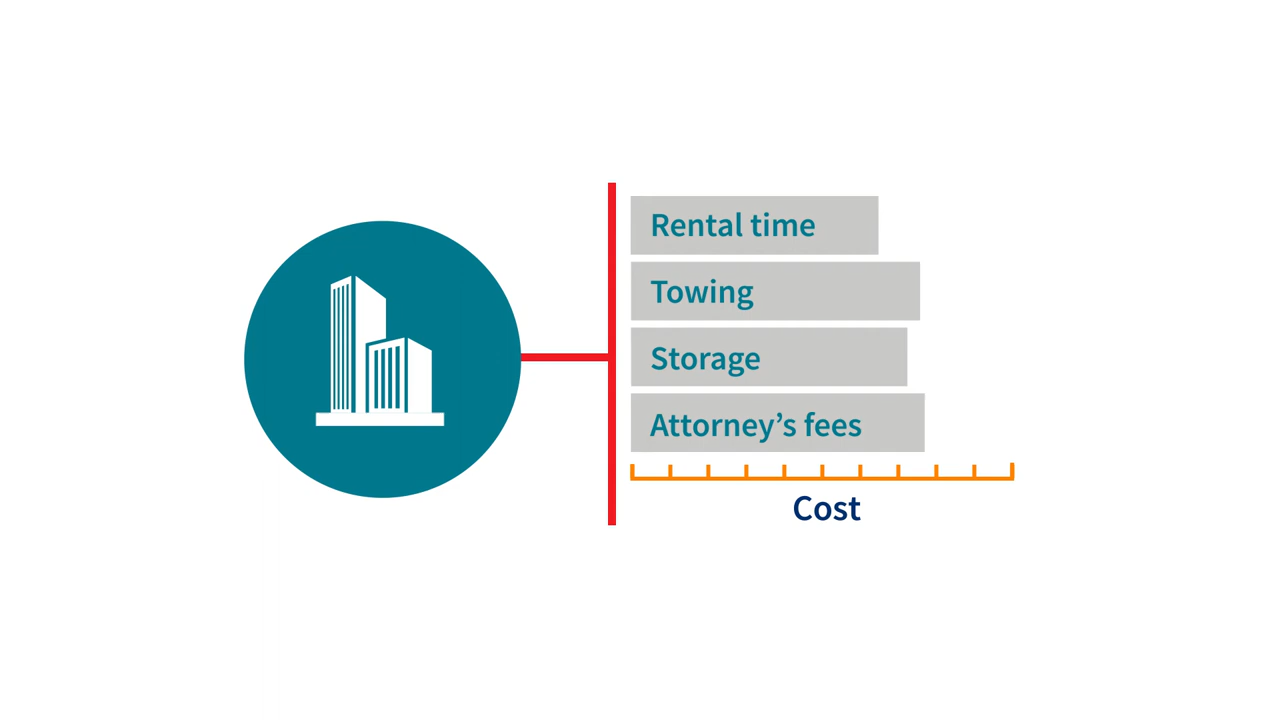 Rental time
Towing
Storage
Attorney’s fees
Cost